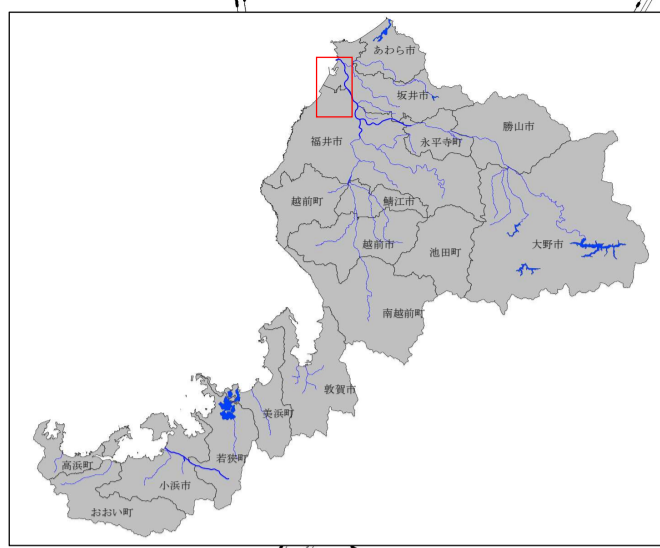 あわら市
坂井市
勝山市
福井市
永平寺町
越前町
鯖江市
越前市
池田町
大野市
南越前町
敦賀市
美浜町
若狭町
高浜町
小浜市
おおい町